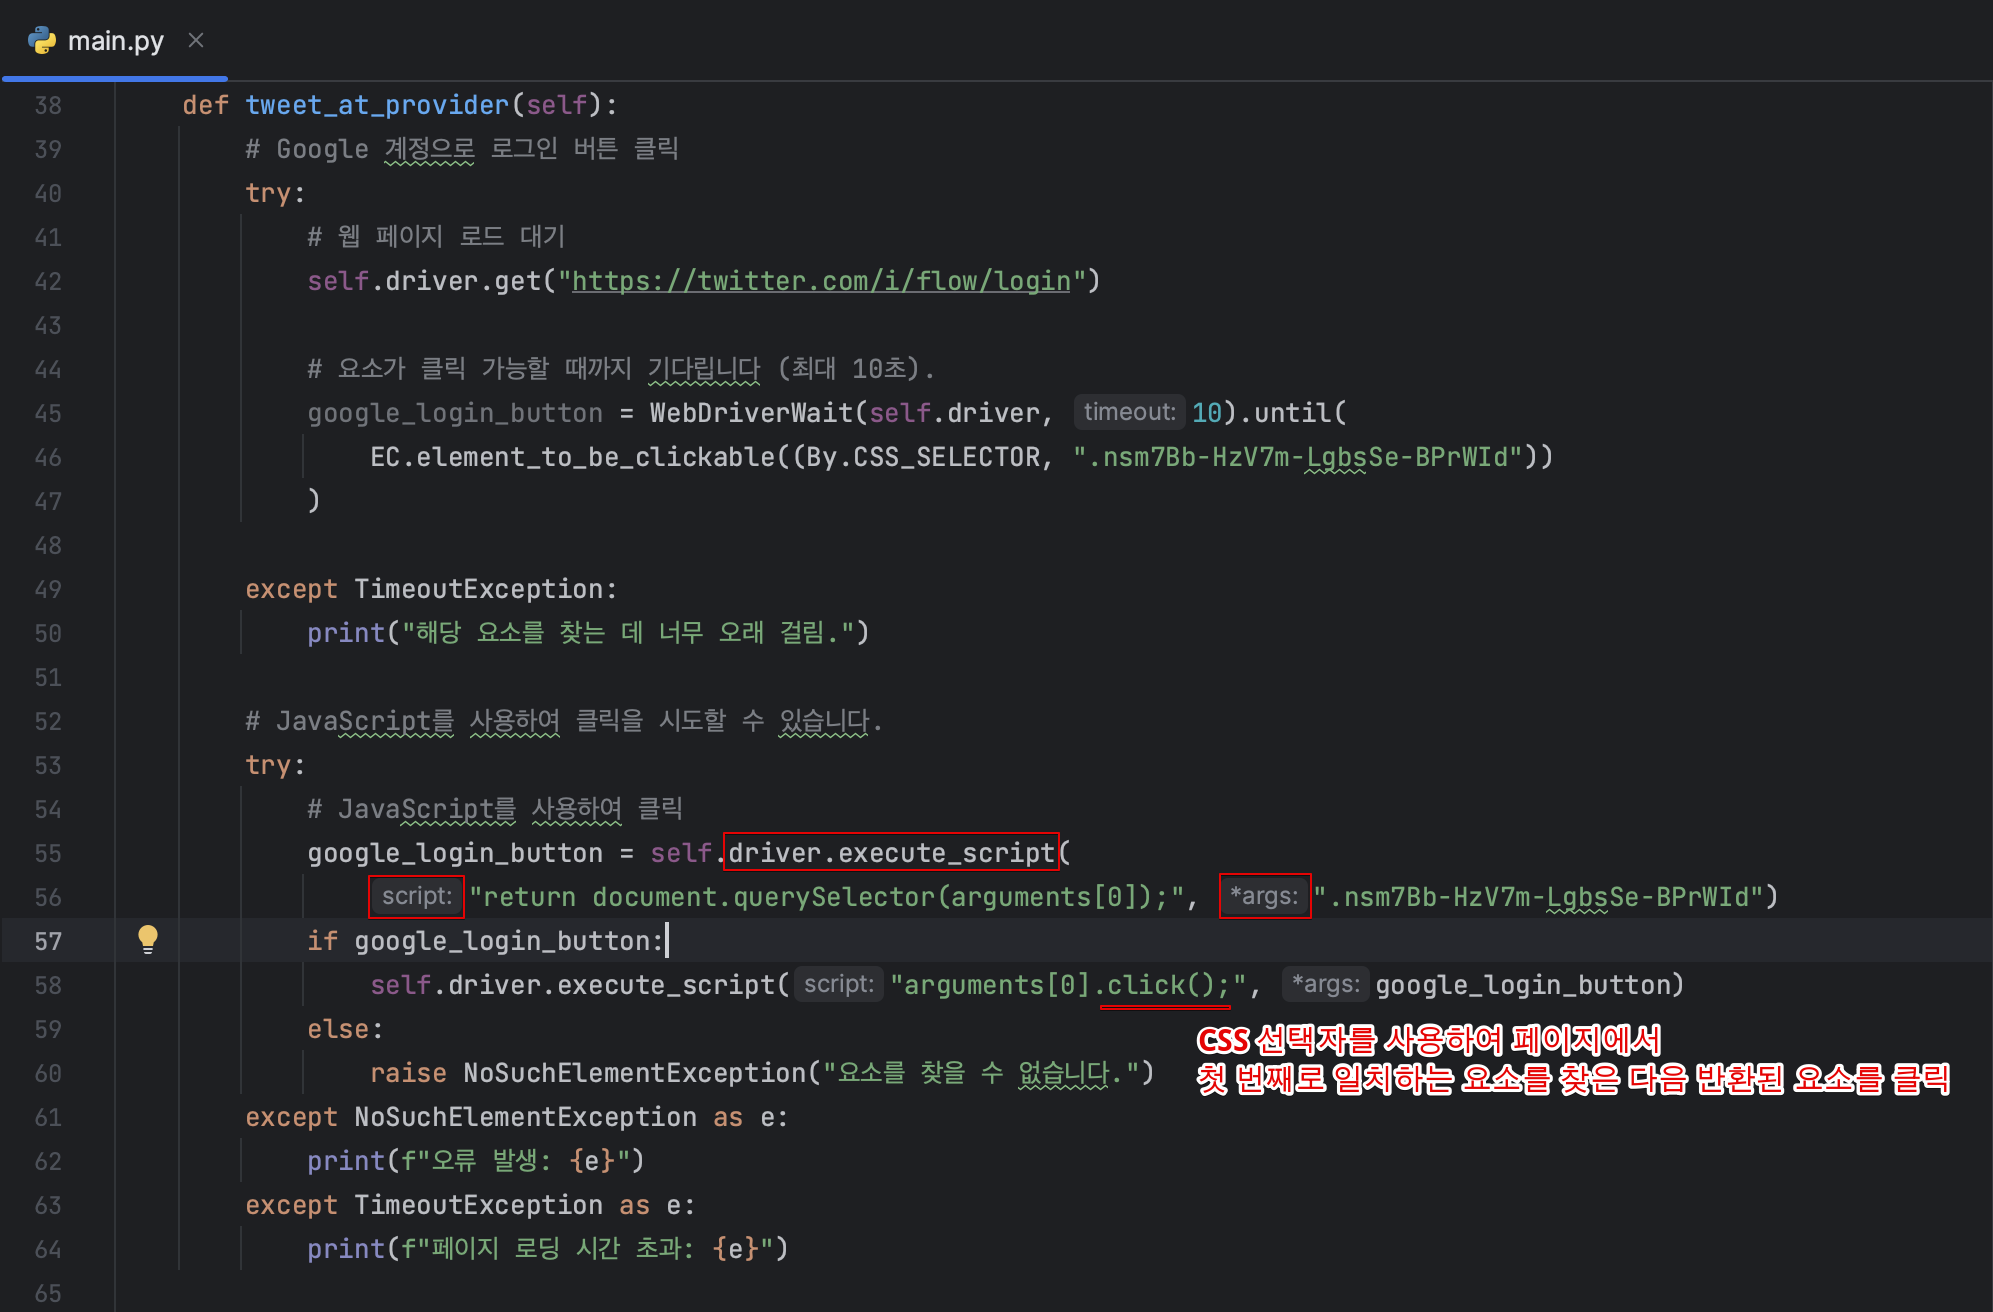 main.py
38 def tweet_at_provider(self):
39 # Google 계정으로 로그인 버튼 클릭
40 try:
41 # 웹 페이지 로드 대기
42 self.driver.get("https://twitter.com/i/flow/login")
43
44 # 요소가 클릭 가능할 때까지 기다립니다 (최대 10초).
45 google_login_button = WebDriverWait(self.driver, timeout: 10).until(
46 EC.element_to_be_clickable((By.CSS_SELECTOR, ".nsm7Bb-HzV7m-LgbsSe-BPrWId"))
47 )
48
49 except TimeoutException:
50 print("해당 요소를 찾는 데 너무 오래 걸림.")
51
52 # JavaScript를 사용하여 클릭을 시도할 수 있습니다.
53 try:
54 # JavaScript를 사용하여 클릭
55 google_login_button = self.driver.execute_script(
56 script: "return document.querySelector(arguments[0]);", *args: ".nsm7Bb-HzV7m-LgbsSe-BPrWId")
57 if google_login_button:
58 self.driver.execute_script( script: "arguments[0].click();", *args: google_login_button)
59 else:
CSS 선택자를 사용하여 페이지에서
60 raise NoSuchElementException("요소를 찾을 수 없습니다.")
첫 번째로 일치하는 요소를 찾은 다음 반환된 요소를 클릭
61 except NoSuchElementException as e:
62 print(f"오류 발생: {e}")
63 except TimeoutException as e:
64 print(f"페이지 로딩 시간 초과: {e}")
65